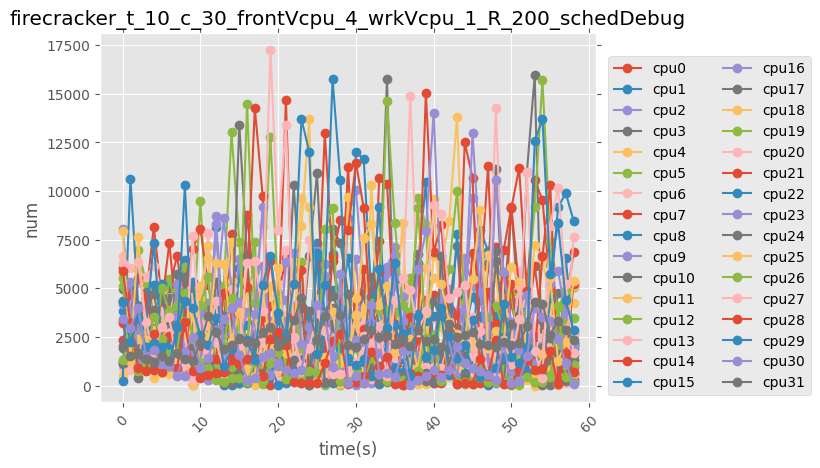 firecracker_t_10_c_30_frontVcpu_4_wrkVcpu_1_R_200_schedDebug
17500
15000
12500
10000
7500
5000
2500
0
num
0
10
20
30
40
50
60
time(s)
cpu0
cpu1
cpu2
cpu3
cpu4
cpu5
cpu6
cpu7
cpu8
cpu9
cpu10
cpu11
cpu12
cpu13
cpu14
cpu15
cpu16
cpu17
cpu18
cpu19
cpu20
cpu21
cpu22
cpu23
cpu24
cpu25
cpu26
cpu27
cpu28
cpu29
cpu30
cpu31